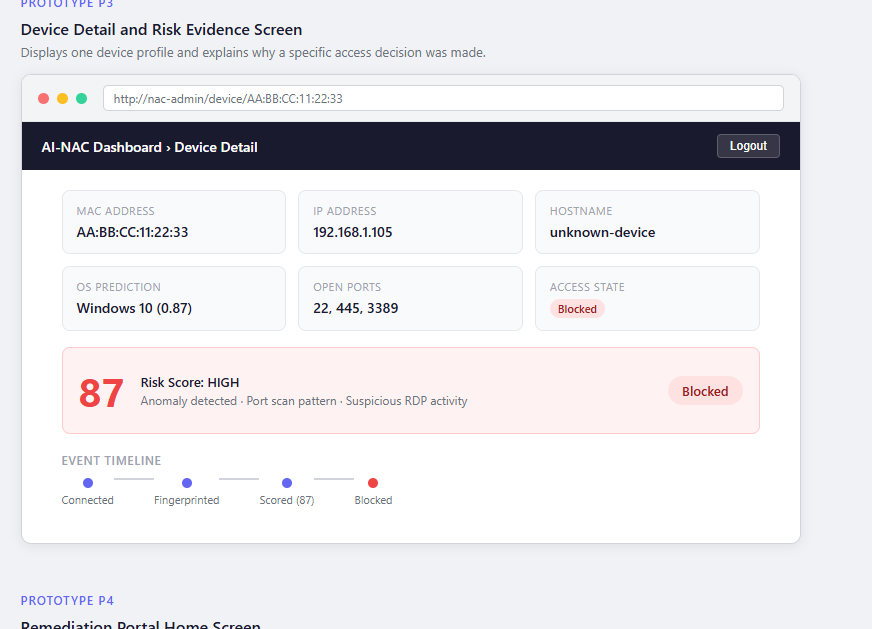 PROTOTYPE P3
Device Detail and Risk Evidence Screen
Displays one device profile and explains why a specific access decision was made.
http://nac-admin/device/AA:BB:CC:11:22:33
AI-NAC Dashboard › Device Detail
Logout
MAC ADDRESS
AA:BB:CC:11:22:33
IP ADDRESS
192.168.1.105
HOSTNAME
unknown-device
OS PREDICTION
Windows 10 (0.87)
OPEN PORTS
22, 445, 3389
ACCESS STATE
Blocked
87
Risk Score: HIGH
Anomaly detected · Port scan pattern · Suspicious RDP activity
Blocked
EVENT TIMELINE
Connected
Fingerprinted
Scored (87)
Blocked
PROTOTYPE P4
Remediation Portal Home Screen